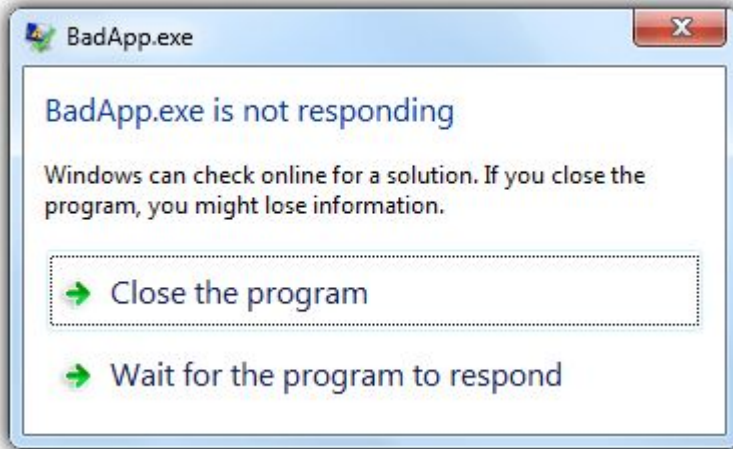 BadApp.exe
BadApp.exe is not responding
Windows can check online for a solution. If you close the
program, you might lose information.
Close the program
Wait for the program to respond